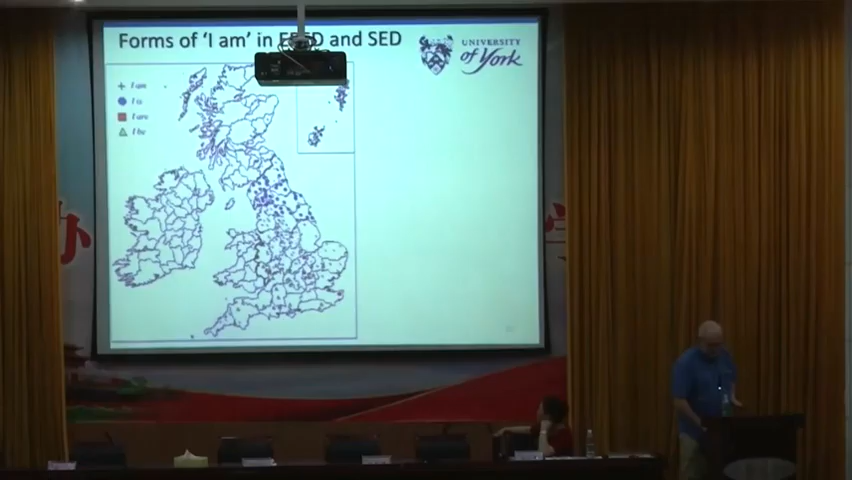 Forms of ‘I am’ in and SED
UNIVERSITY
of York
I am
I is
I are
I be